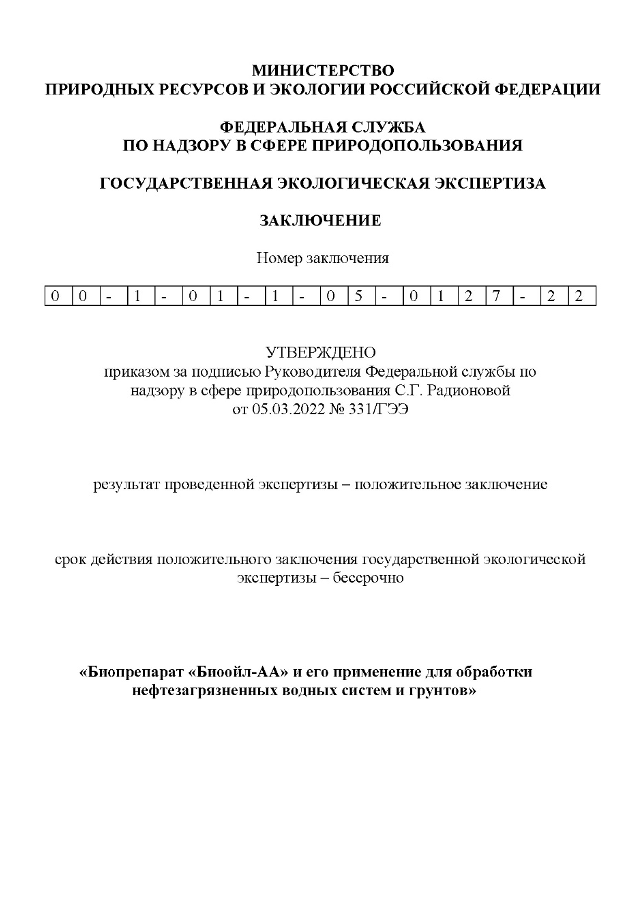 МИНИСТЕРСТВО
ПРИРОДНЫХ РЕСУРСОВ И ЭКОЛОГИИ РОССИЙСКОЙ ФЕДЕРАЦИИ
ФЕДЕРАЛЬНАЯ СЛУЖБА
ПО НАДЗОРУ В СФЕРЕ ПРИРОДОПОЛЬЗОВАНИЯ
ГОСУДАРСТВЕННАЯ ЭКОЛОГИЧЕСКАЯ ЭКСПЕРТИЗА
ЗАКЛЮЧЕНИЕ
Номер заключения
0 0 - 1 - 0 1 - 1 - 0 5 - 0 1 2 7 - 2 2
УТВЕРЖДЕНО
приказом за подписью Руководителя Федеральной службы по
надзору в сфере природопользования С.Г. Радионовой
от 05.03.2022 № 331/ГЭЭ
результат проведенной экспертизы – положительное заключение
срок действия положительного заключения государственной экологической
экспертизы – бессрочно
«Биопрепарат «Биоойл-АА» и его применение для обработки
нефтезагрязненных водных систем и грунтов»